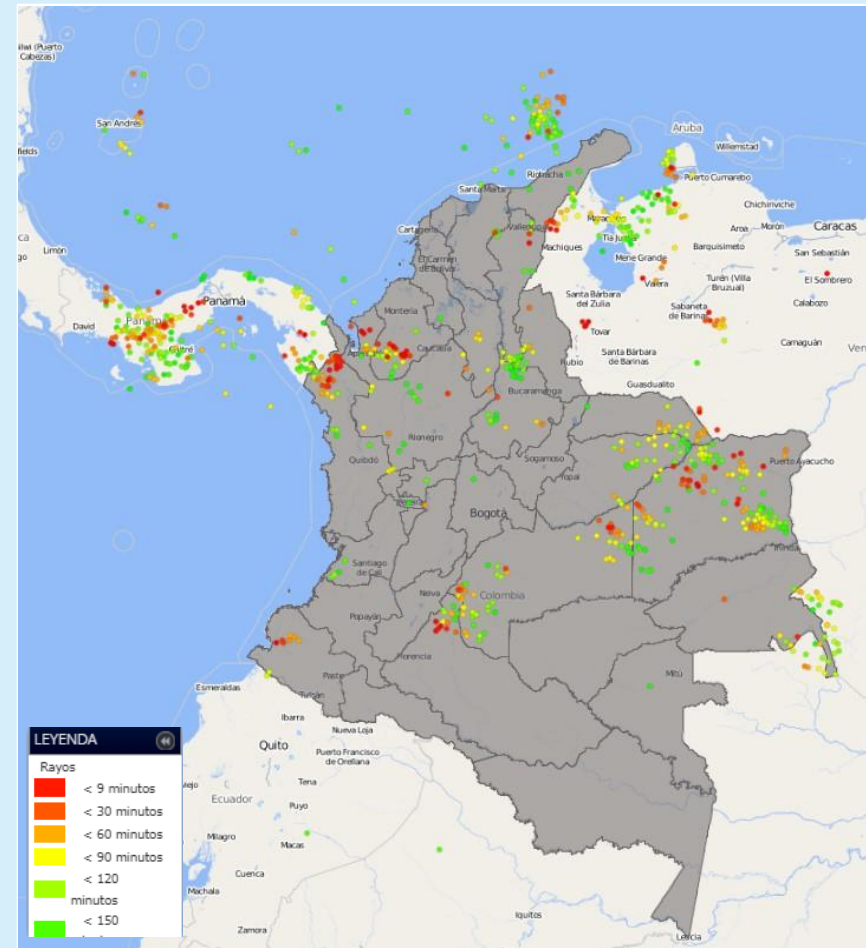 Cabezas)
San Andrés
fields
Aruba
Willemstad
Riohacha
Puerto Cumarebo
Santa Marta
Chichiriviche
Cartagena
Valledupar
Maracaibo
Aroa
Morón
Caracas
Limón
Tía Juana
Machiques
Barquisimeto
Mene Grande
San Sebastián
El Carmen
de Bolívar
Turén (Villa
Bruzual)
El Sombrero
Valera
Panamá
Santa Bárbara
del Zulia
Calabozo
Montería
Sabaneta
de Barinas
David
Panamá
Chitré
Tovar
Camaguán
Caucasia
Santa Bárbara
de Barinas
Ven
Rubio
Guasdualito
Bucaramanga
Rionegro
Puerto Ayacucho
Quibdó
Sogamoso
Yopal
Bogotá
Inírida
Santiago
de Cali
Neiva
Colombia
Popayán
Florencia
Mitú
Pasto
Esmeraldas
Tulcán
Ibarra
Nueva Loja
LEYENDA
Quito
Puerto Francisco
de Orellana
Rayos
< 9 minutos
Tena
< 30 minutos
Ecuador
Puyo
< 60 minutos
Milagro
Macas
< 90 minutos
Cuenca
< 120
minutos
Machala
< 150
Iquitos
Zamora
Leticia